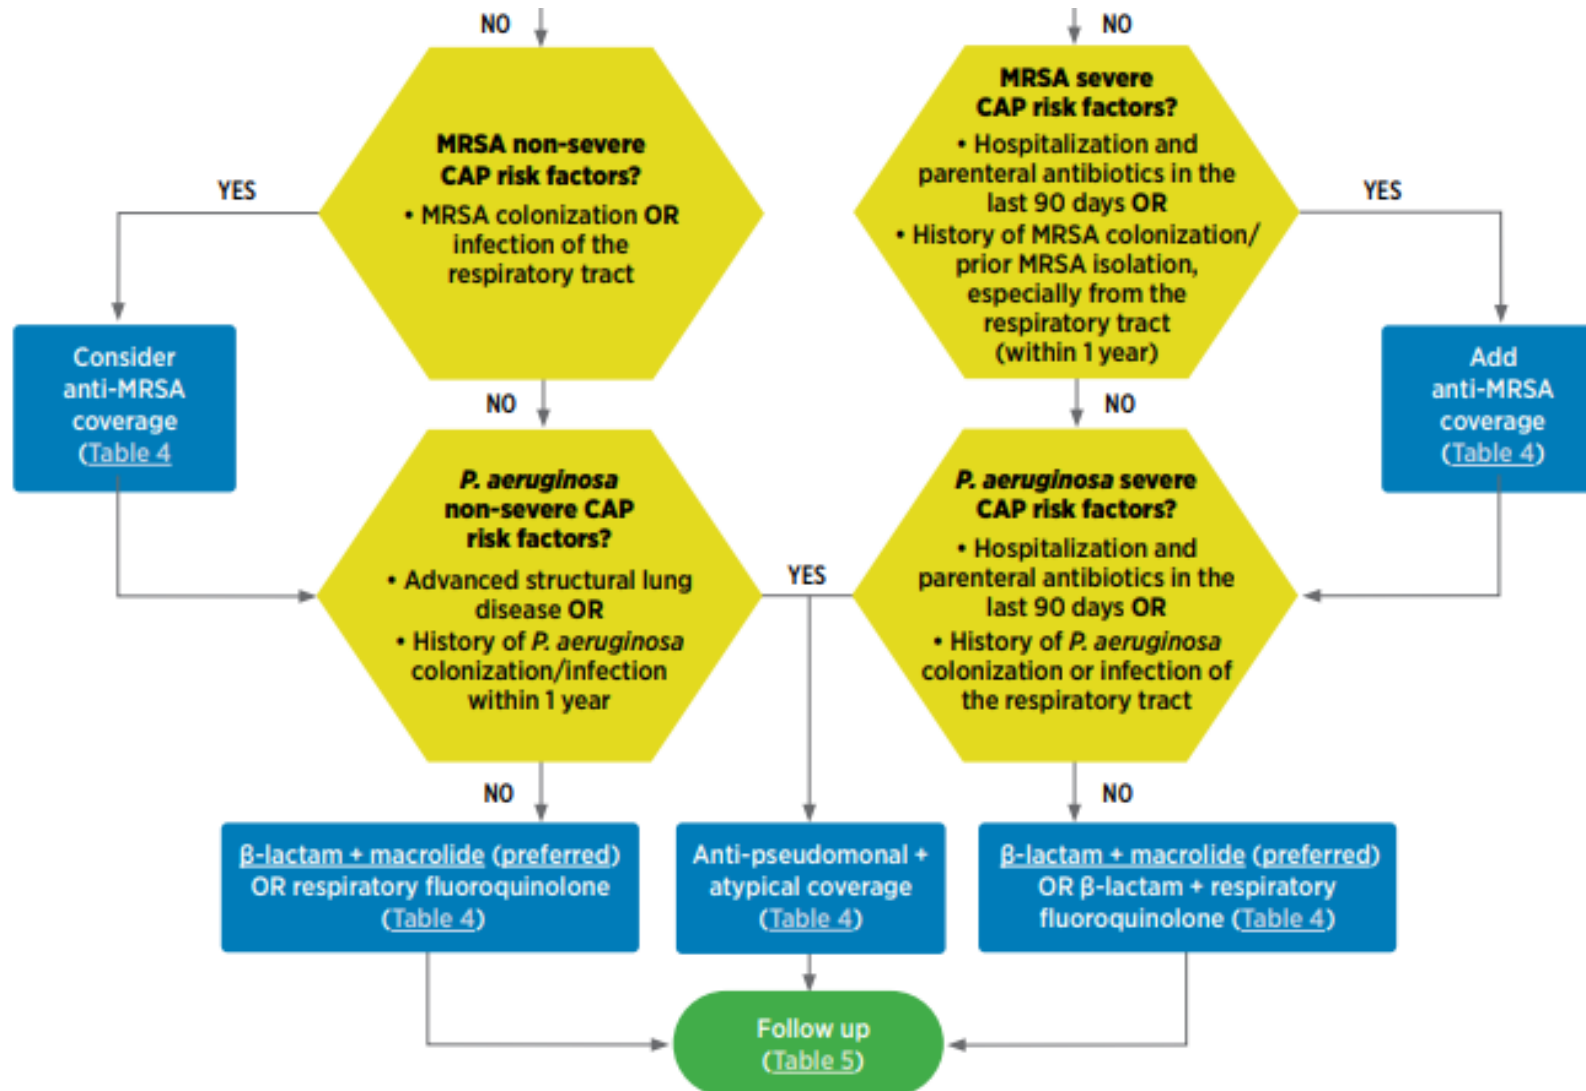 NO
NO
MRSA non-severe
CAP risk factors?
• MRSA colonization OR
infection of the
respiratory tract
MRSA severe
CAP risk factors?
• Hospitalization and
parenteral antibiotics in the
last 90 days OR
• History of MRSA colonization/
prior MRSA isolation,
especially from the
respiratory tract
(within 1 year)
YES
YES
Consider
anti-MRSA
coverage
(Table 4
Add
anti-MRSA
coverage
(Table 4)
NO
NO
P. aeruginosa
non-severe CAP
risk factors?
• Advanced structural lung
disease OR
• History of P. aeruginosa
colonization/infection
within 1 year
YES
P. aeruginosa severe
CAP risk factors?
• Hospitalization and
parenteral antibiotics in the
last 90 days OR
• History of P. aeruginosa
colonization or infection of
the respiratory tract
NO
NO
β-lactam + macrolide (preferred)
OR respiratory fluoroquinolone
(Table 4)
Anti-pseudomonal +
atypical coverage
(Table 4)
β-lactam + macrolide (preferred)
OR β-lactam + respiratory
fluoroquinolone (Table 4)
Follow up
(Table 5)